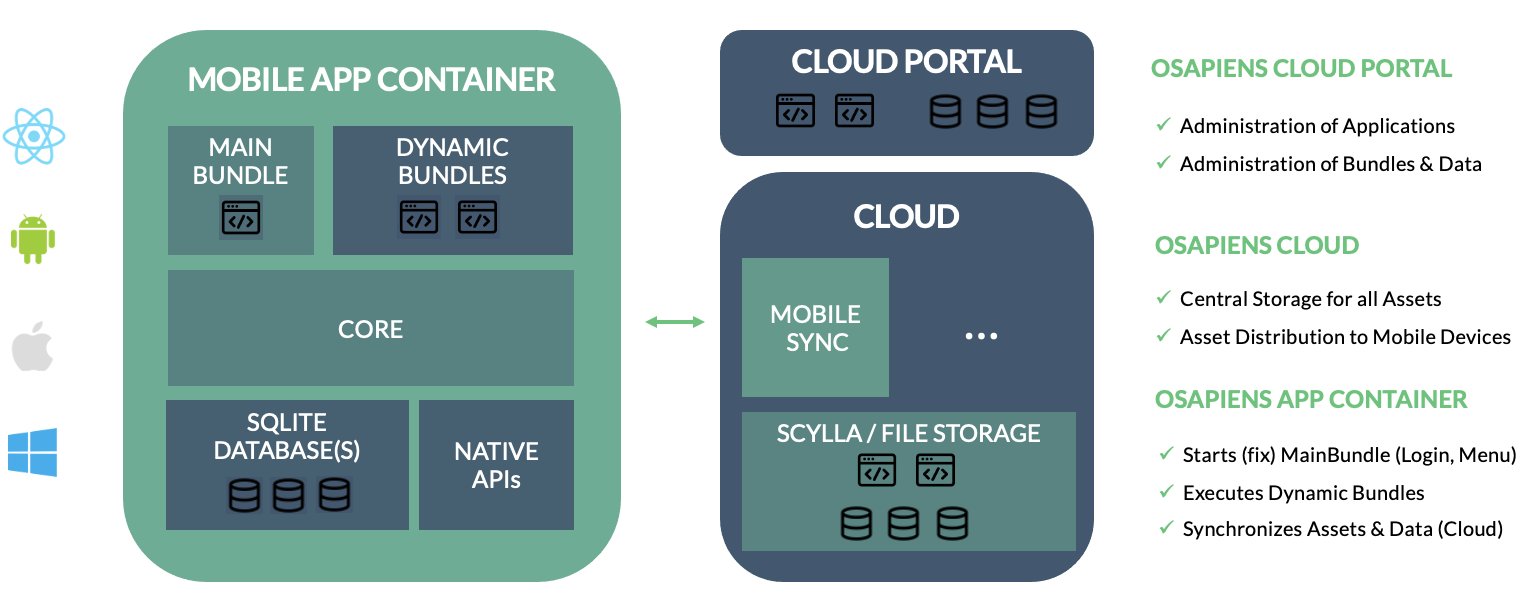 MOBILE APP CONTAINER
MAIN
BUNDLE
</>
DYNAMIC
BUNDLES
</>
</>
CORE
SQLITE
DATABASE(S)
NATIVE
APIs
CLOUD PORTAL
</>
</>
CLOUD
MOBILE
SYNC
...
SCYLLA / FILE STORAGE
</>
</>
OSAPIENS CLOUD PORTAL
✓ Administration of Applications
✓ Administration of Bundles & Data
OSAPIENS CLOUD
✓ Central Storage for all Assets
✓ Asset Distribution to Mobile Devices
OSAPIENS APP CONTAINER
✓ Starts (fix) MainBundle (Login, Menu)
✓ Executes Dynamic Bundles
✓ Synchronizes Assets & Data (Cloud)